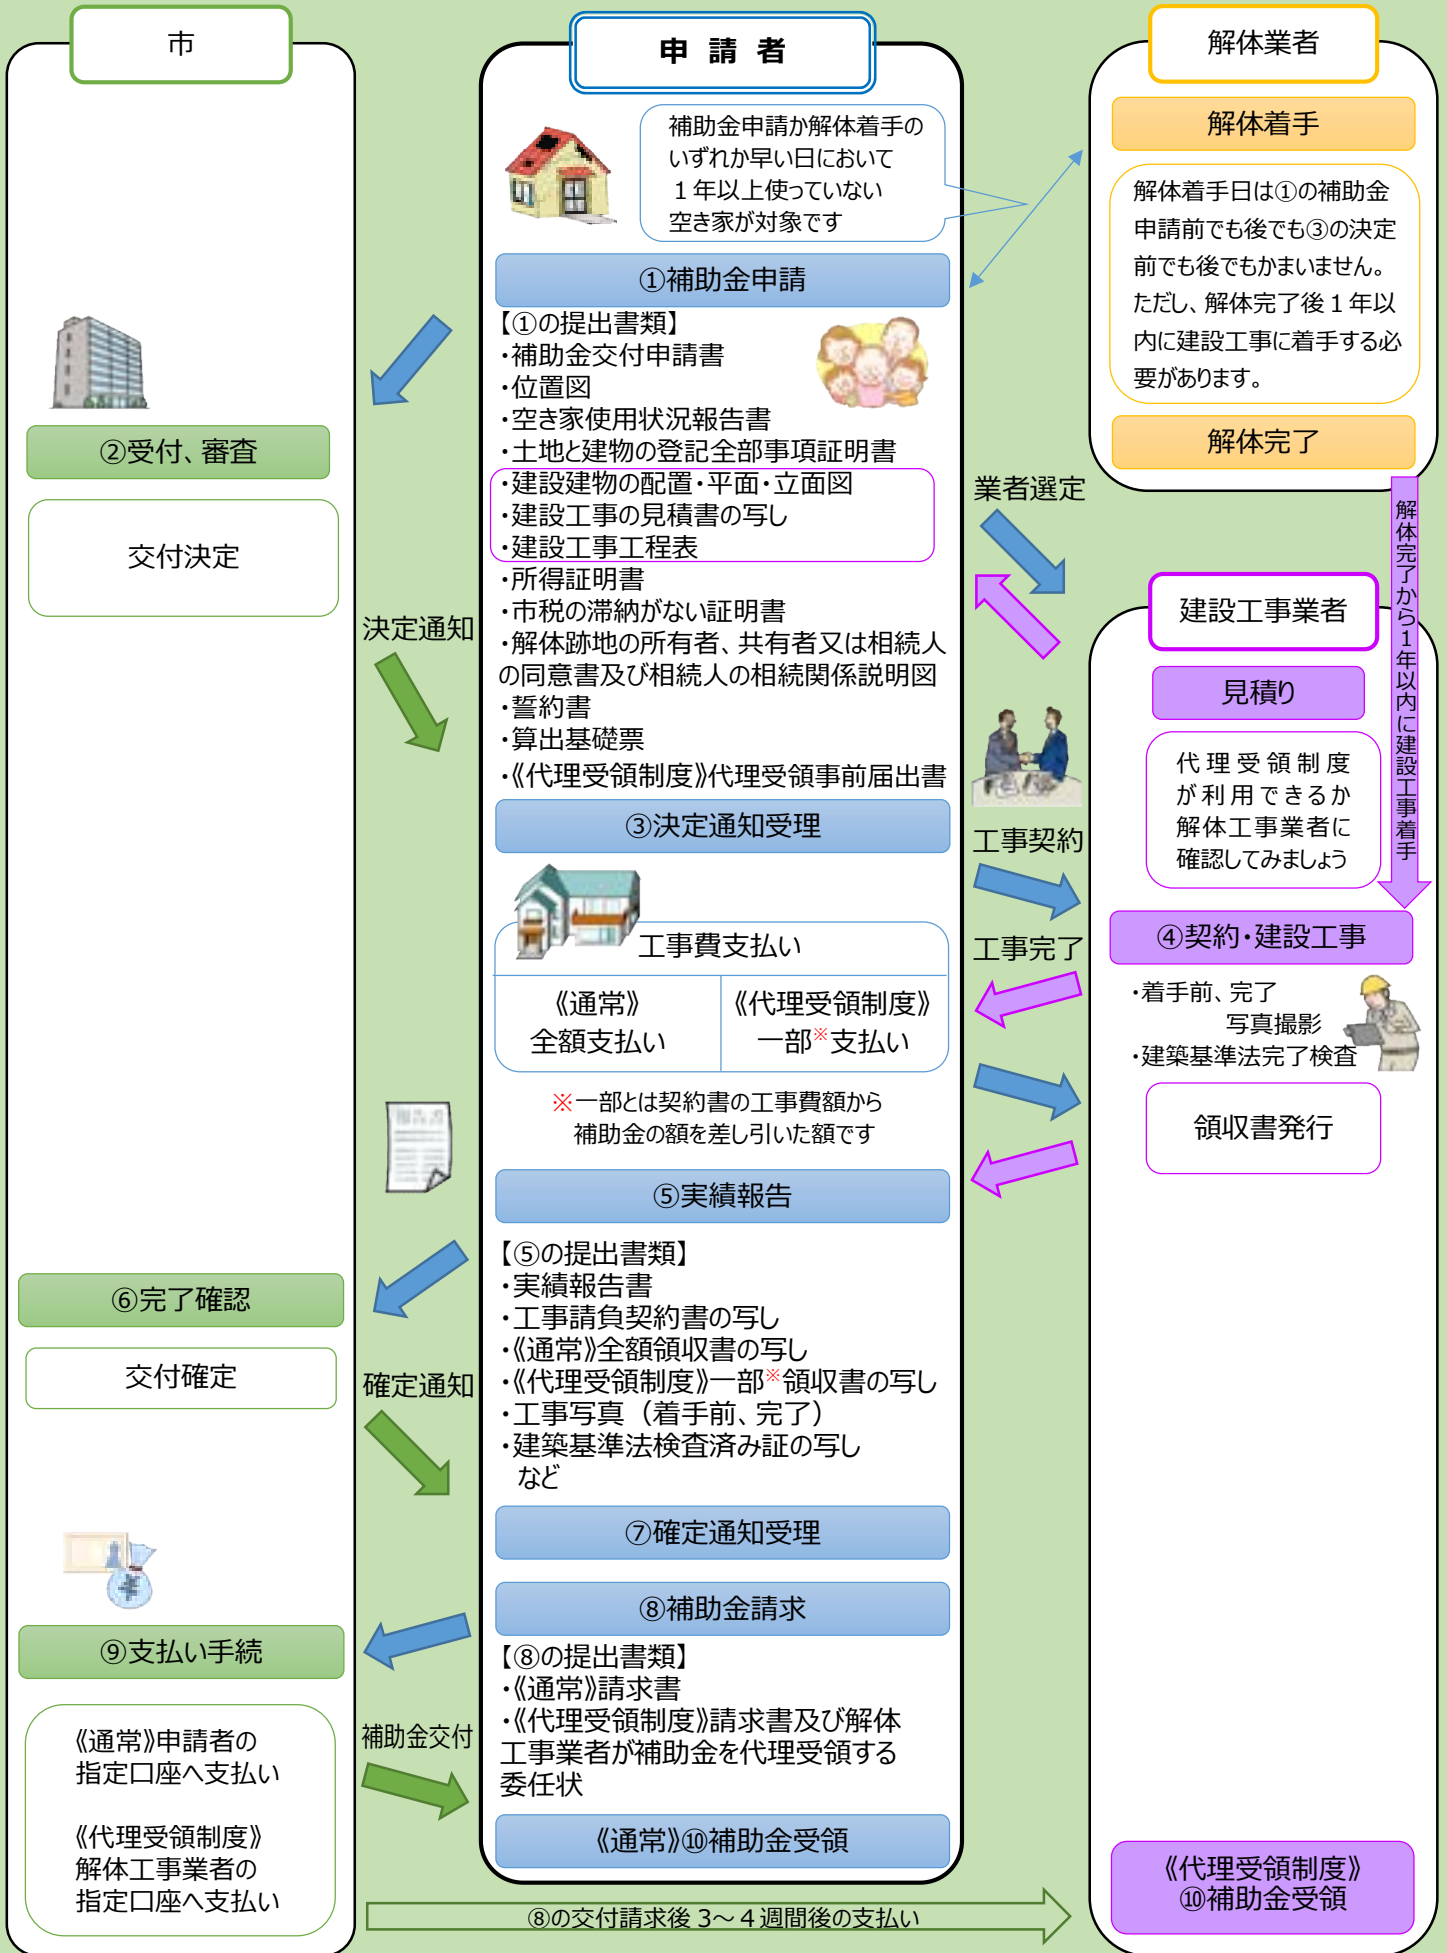 市
申 請 者
解体業者
補助金申請か解体着手の
いずれか早い日において
１年以上使っていない
空き家が対象です
解体着手
解体着手日は①の補助金
申請前でも後でも③の決定
前でも後でもかまいません。
ただし、解体完了後１年以
内に建設工事に着手する必
要があります。
解体完了
①補助金申請
【①の提出書類】
・補助金交付申請書
・位置図
・空き家使用状況報告書
・土地と建物の登記全部事項証明書
・建設建物の配置・平面・立面図
・建設工事の見積書の写し
・建設工事工程表
・所得証明書
・市税の滞納がない証明書
・解体跡地の所有者、共有者又は相続人
の同意書及び相続人の相続関係説明図
・誓約書
・算出基礎票
・《代理受領制度》代理受領事前届出書
②受付、審査
交付決定
決定通知
業者選定
解体完了から１年以内に建設工事着手
建設工事業者
見積り
代理受領制度
が利用できるか
解体工事業者に
確認してみましょう
③決定通知受理
工事契約
工事費支払い
《通常》
全額支払い
《代理受領制度》
一部※支払い
※一部とは契約書の工事費額から
補助金の額を差し引いた額です
④契約・建設工事
工事完了
・着手前、完了
写真撮影
・建築基準法完了検査
領収書発行
⑤実績報告
【⑤の提出書類】
・実績報告書
・工事請負契約書の写し
・《通常》全額領収書の写し
・《代理受領制度》一部※領収書の写し
・工事写真（着手前、完了）
・建築基準法検査済み証の写し
など
⑥完了確認
交付確定
確定通知
⑦確定通知受理
⑧補助金請求
【⑧の提出書類】
・《通常》請求書
・《代理受領制度》請求書及び解体
工事業者が補助金を代理受領する
委任状
⑨支払い手続
《通常》申請者の
指定口座へ支払い
《代理受領制度》
解体工事業者の
指定口座へ支払い
補助金交付
《通常》⑩補助金受領
《代理受領制度》
⑩補助金受領
⑧の交付請求後３～４週間後の支払い